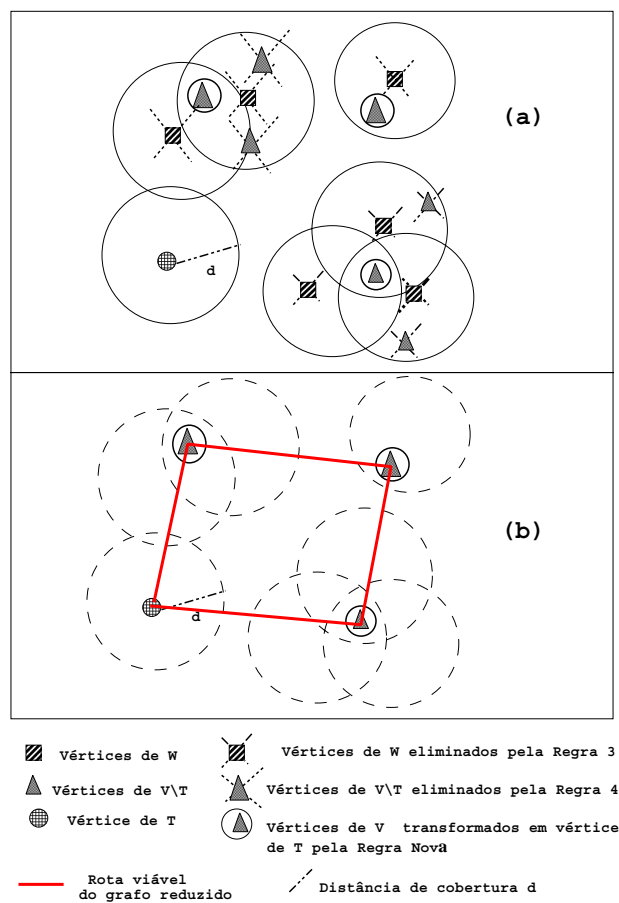 (a)
d
(b)
d
Vértices de W
Vértices de W eliminados pela Regra 3
Vértices de V\T
Vértices de V\T eliminados pela Regra 4
Vértice de T
Vértices de V transformados em vértice
de T pela Regra Nova
Rota viável
do grafo reduzido
Distância de cobertura d